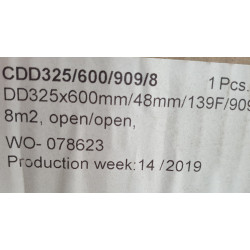 CDD325/600/909/8 1 Pcs.
DD325x600mm/48mm/139F/909
8m2, open/open,
WO- 078623
Production week: 14 / 2019